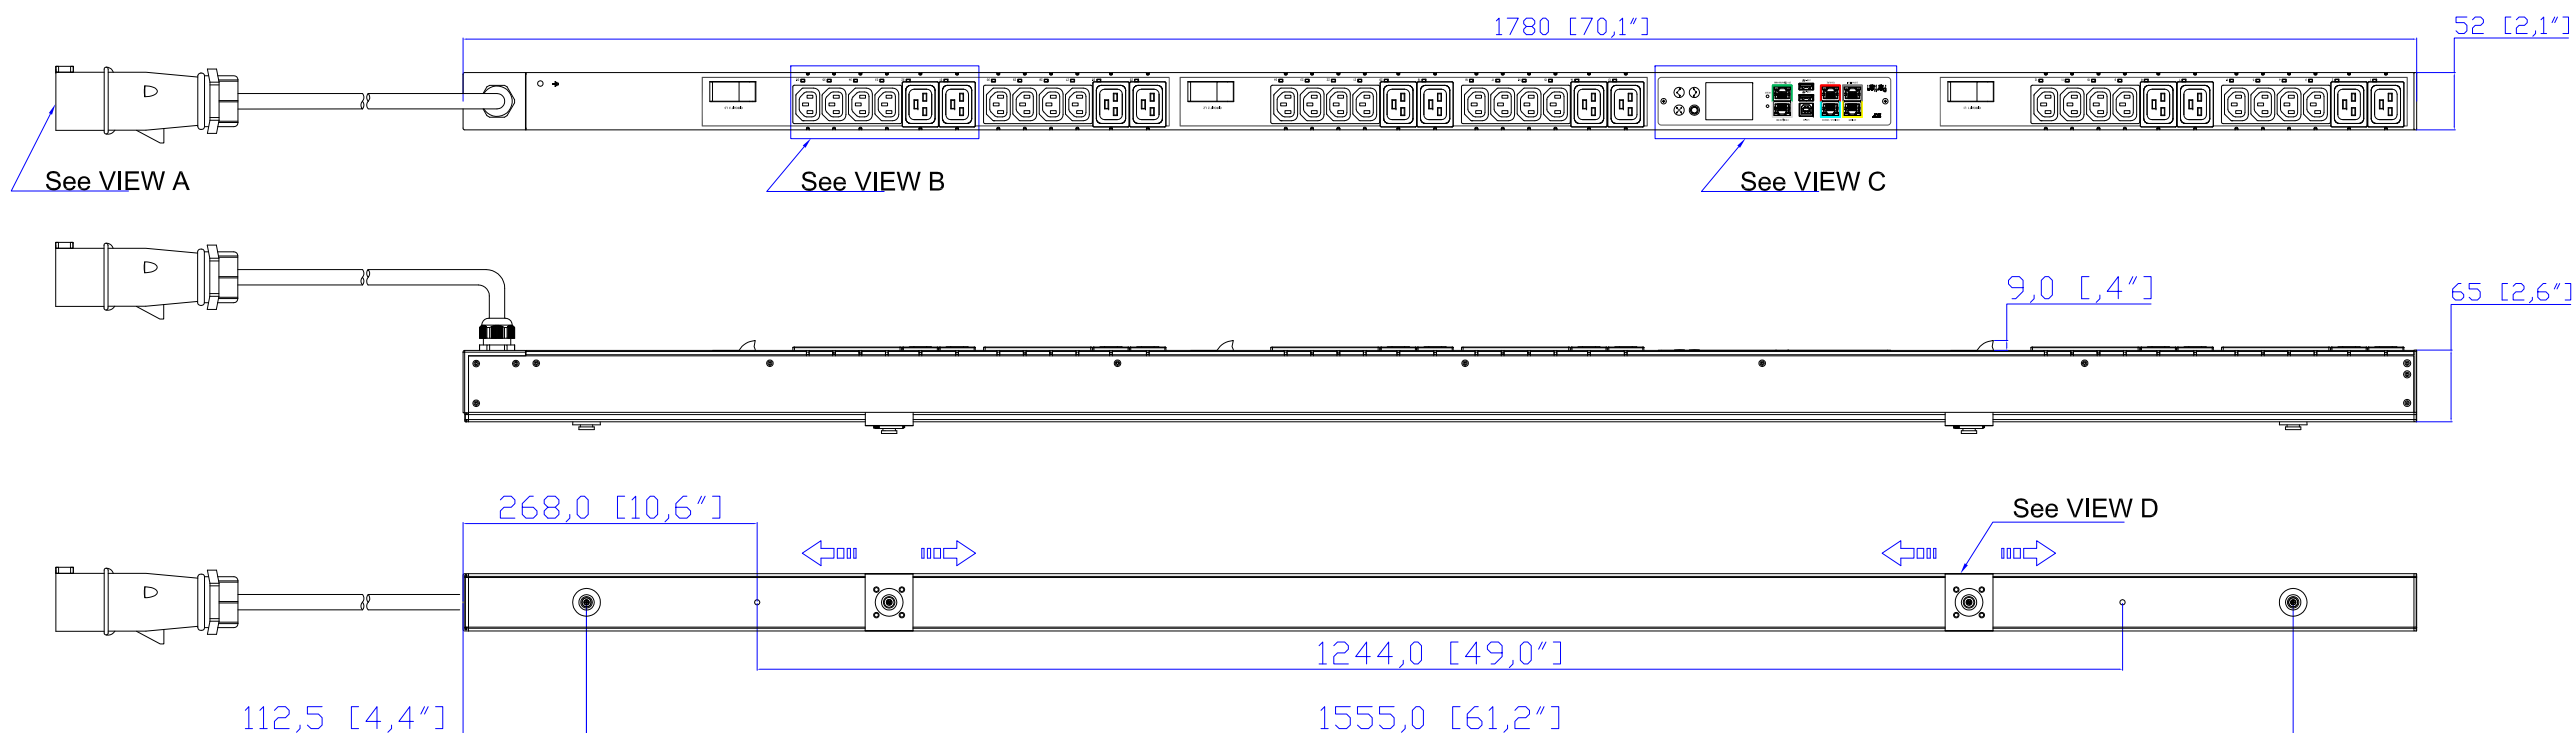 1780 [70,1"]
52 [2,1"]
See VIEW A
See VIEW B
See VIEW C
9,0 [,4"]
65 [2,6"]
268,0 [10,6"]
See VIEW D
1244,0 [49,0"]
112,5 [4,4"]
1555,0 [61,2"]